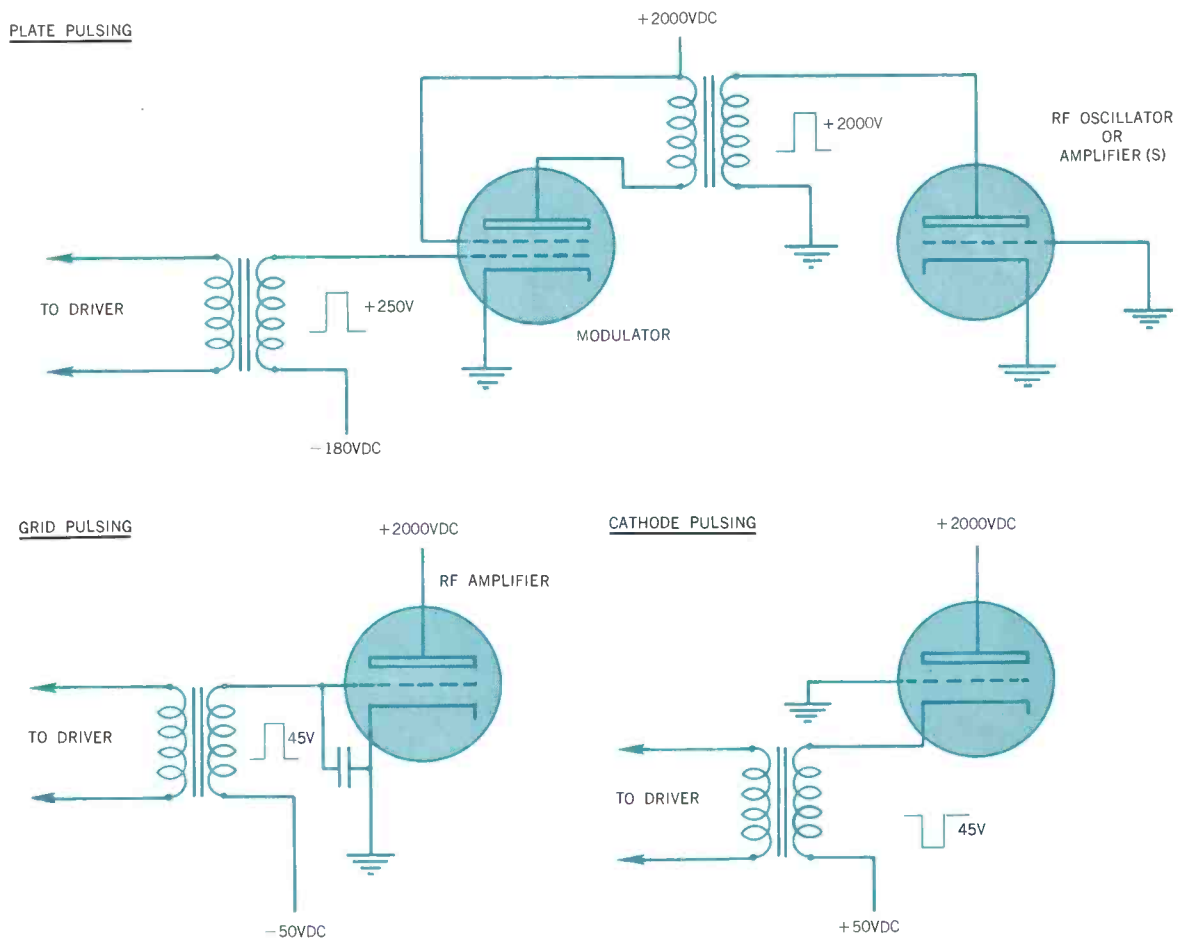 PLATE PULSING
+2000VDC
+2000V
RF OSCILLATOR
OR
AMPLIFIER(S)
TO DRIVER
+250V
MODULATOR
-180VDC
GRID PULSING
+2000VDC
RF AMPLIFIER
TO DRIVER
45V
-50VDC
CATHODE PULSING
+2000VDC
TO DRIVER
45V
+50VDC